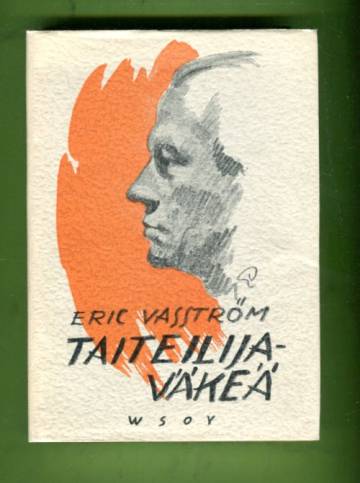 ERIC VASSTRÖM
TAITEILIJA-
VÄKEÄ
WSOY